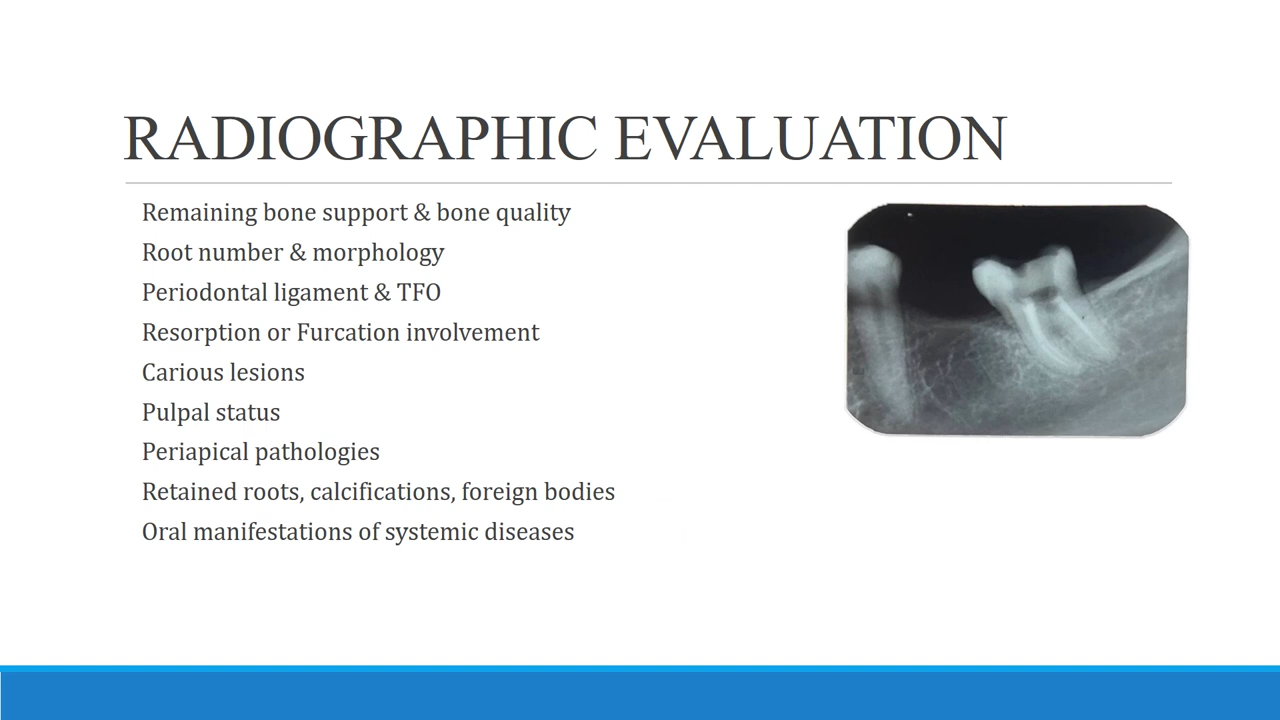 RADIOGRAPHIC EVALUATION
Remaining bone support & bone quality
Root number & morphology
Periodontal ligament & TFO
Resorption or Furcation involvement
Carious lesions
Pulpal status
Periapical pathologies
Retained roots, calcifications, foreign bodies
Oral manifestations of systemic diseases